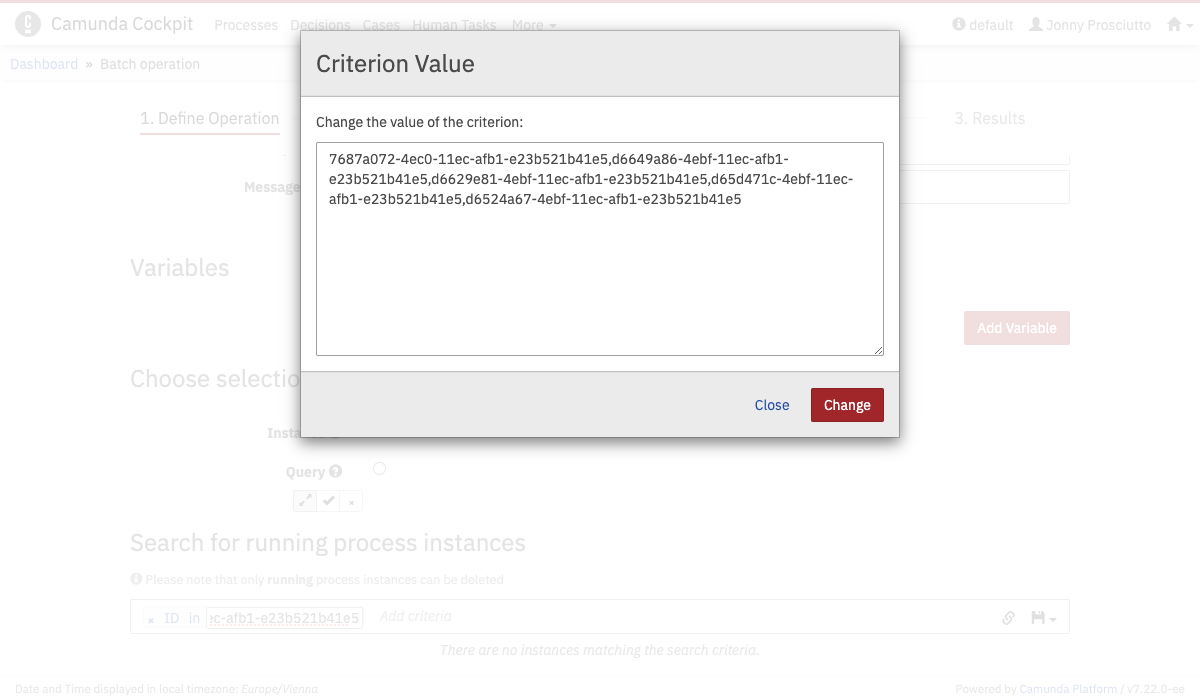 Camunda Cockpit Processes Decisions Cases Human Tasks More default Jonny Prosciutto
Dashboard » Batch operation
Criterion Value
1. Define Operation
3. Results
Change the value of the criterion:
7687a072-4ec0-11ec-afb1-e23b521b41e5,d6649a86-4ebf-11ec-afb1-
e23b521b41e5,d6629e81-4ebf-11ec-afb1-e23b521b41e5,d65d471c-4ebf-11ec-
afb1-e23b521b41e5,d6524a67-4ebf-11ec-afb1-e23b521b41e5
Message
Variables
Add Variable
Choose selectio
Close Change
Query
Search for running process instances
Please note that only running process instances can be deleted
ID in c-afb1-e23b521b41e5 Add criteria
There are no instances matching the search criteria.
Date and Time displayed in local timezone: Europe/Vienna
Powered by Camunda Platform / v7.22.0-ee